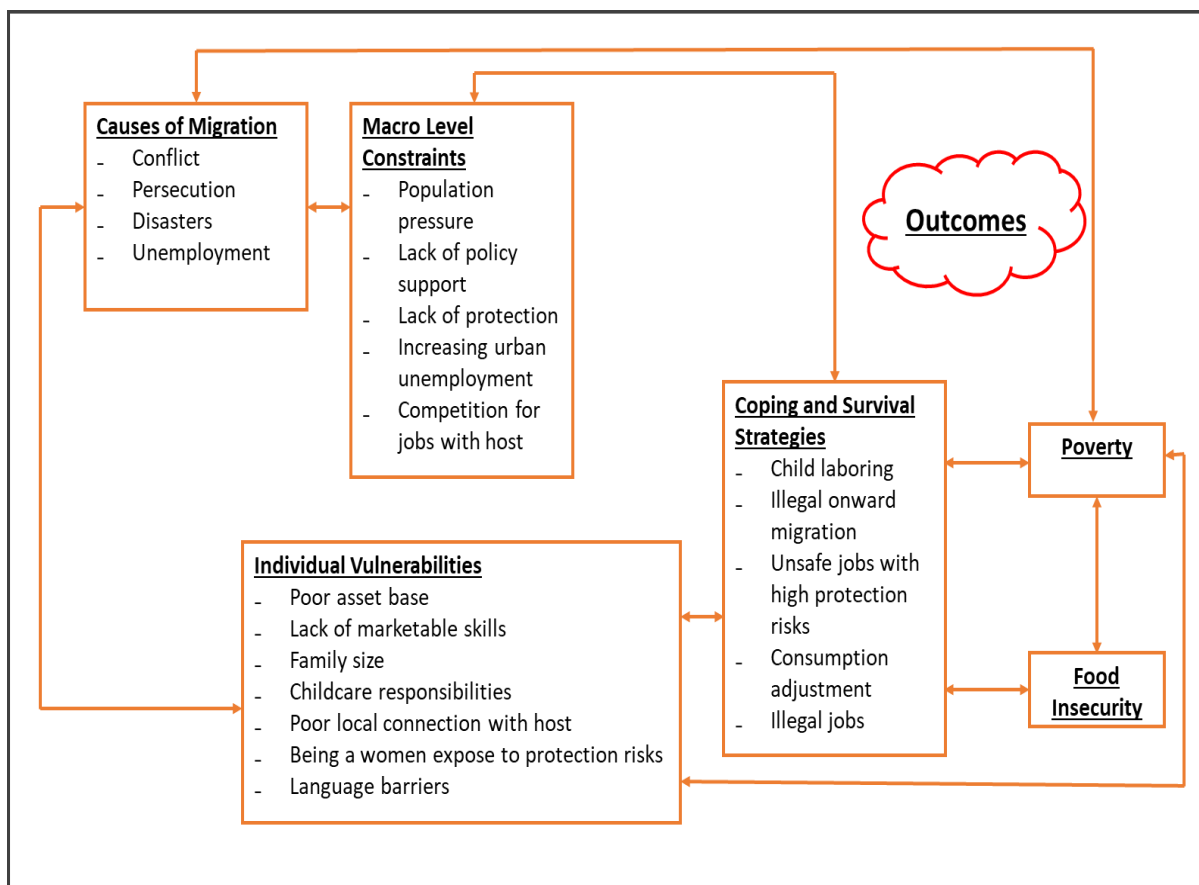 Causes of Migration
- Conflict
- Persecution
- Disasters
- Unemployment
Macro Level
Constraints
- Population
pressure
- Lack of policy
support
- Lack of protection
- Increasing urban
unemployment
- Competition for
jobs with host
Outcomes
Coping and Survival
Strategies
- Child laboring
- Illegal onward
migration
- Unsafe jobs with
high protection
risks
- Consumption
adjustment
- Illegal jobs
Poverty
Food
Insecurity
Individual Vulnerabilities
- Poor asset base
- Lack of marketable skills
- Family size
- Childcare responsibilities
- Poor local connection with host
- Being a women expose to protection risks
- Language barriers